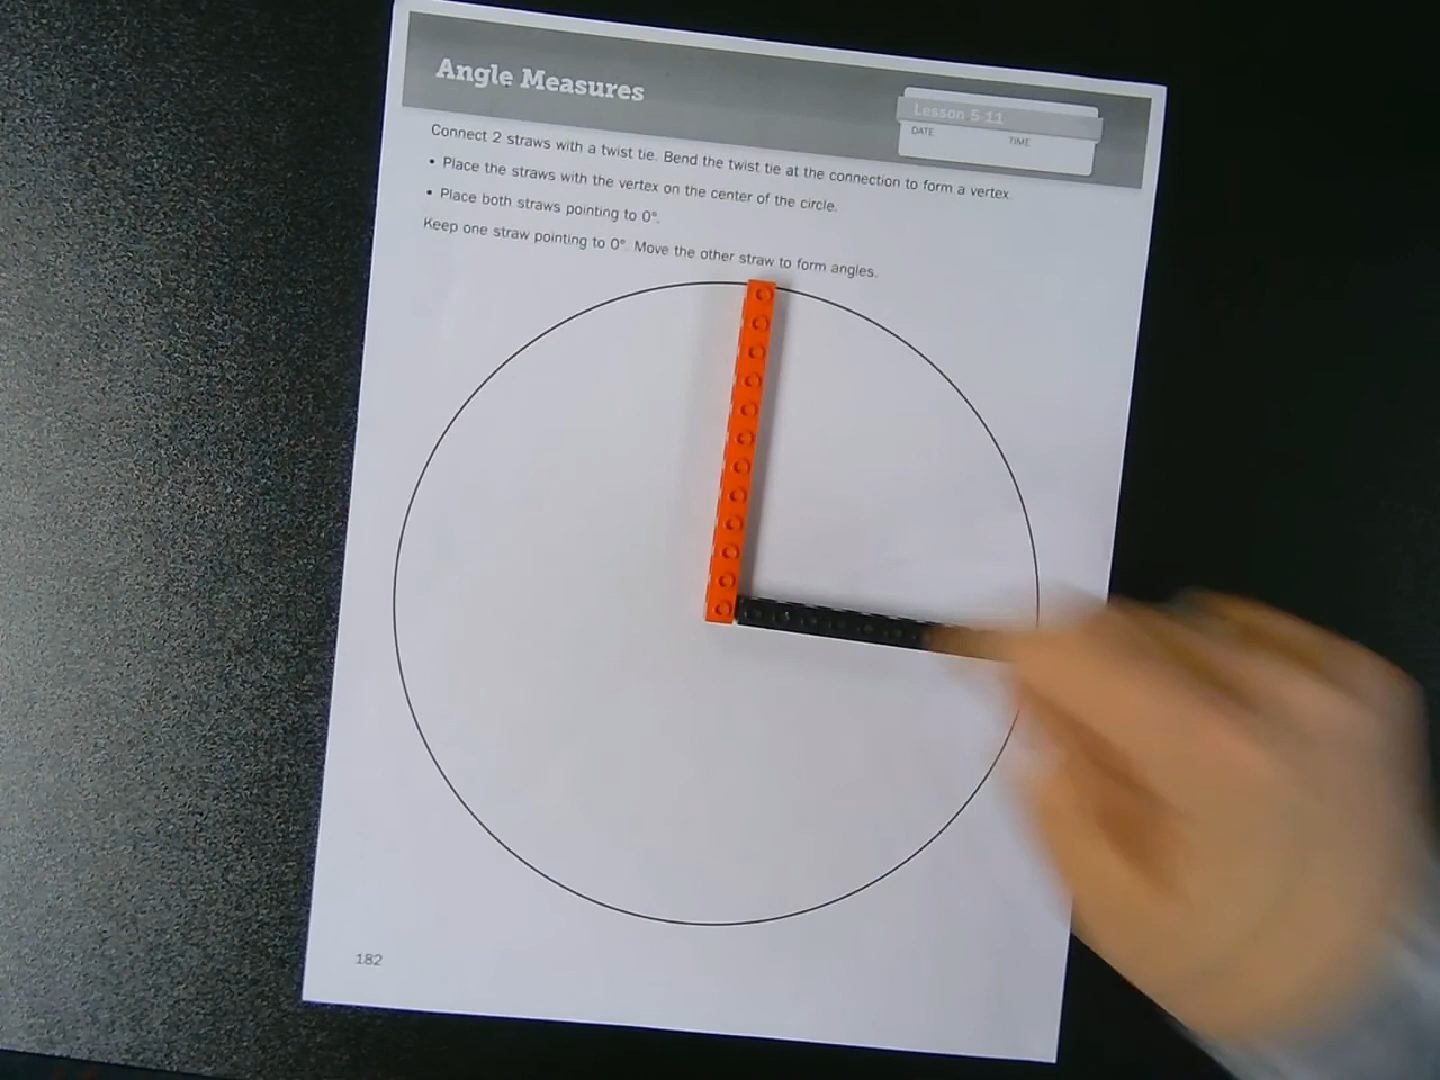 Angle Measures
Lesson 5-11
DATE TIME
Connect 2 straws with a twist tie. Bend the twist tie at the connection to form a vertex.
• Place the straws with the vertex on the center of the circle.
• Place both straws pointing to 0°.
Keep one straw pointing to 0°. Move the other straw to form angles.
182